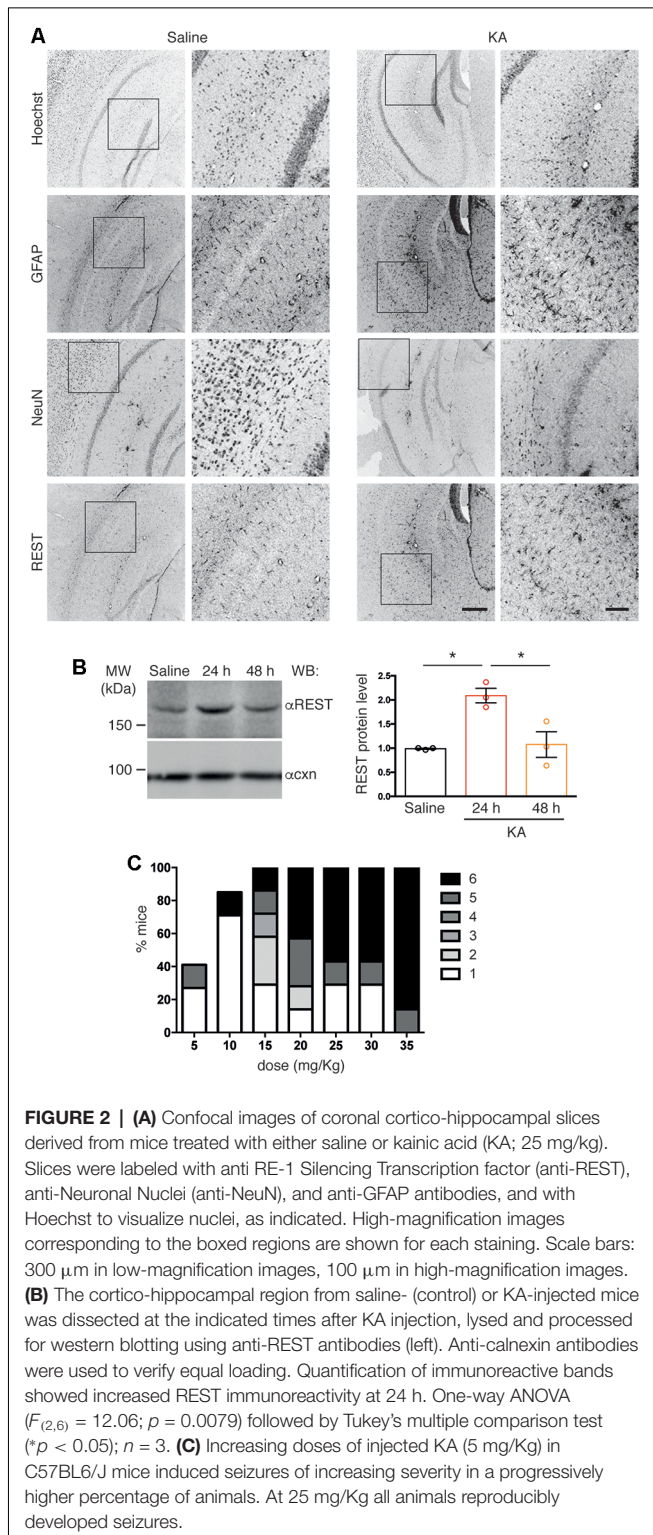 A
Saline KA
Hoechst
GFAP
NeuN
REST
B
MW
(kDa)
Saline 24 h 48 h WB:
αREST
150
100
αcxn
* *
REST protein level
2.5
2.0
1.5
1.0
0.5
0.0
Saline 24 h 48 h
KA
C
% mice
100
80
60
40
20
0
5 10 15 20 25 30 35
dose (mg/Kg)
6
5
4
3
2
1
FIGURE 2 | (A) Confocal images of coronal cortico-hippocampal slices
derived from mice treated with either saline or kainic acid (KA; 25 mg/kg).
Slices were labeled with anti RE-1 Silencing Transcription factor (anti-REST),
anti-Neuronal Nuclei (anti-NeuN), and anti-GFAP antibodies, and with
Hoechst to visualize nuclei, as indicated. High-magnification images
corresponding to the boxed regions are shown for each staining. Scale bars:
300 μm in low-magnification images, 100 μm in high-magnification images.
(B) The cortico-hippocampal region from saline- (control) or KA-injected mice
was dissected at the indicated times after KA injection, lysed and processed
for western blotting using anti-REST antibodies (left). Anti-calnexin antibodies
were used to verify equal loading. Quantification of immunoreactive bands
showed increased REST immunoreactivity at 24 h. One-way ANOVA
(F(2,6) = 12.06; p = 0.0079) followed by Tukey's multiple comparison test
(*p < 0.05); n = 3. (C) Increasing doses of injected KA (5 mg/Kg) in
C57BL6/J mice induced seizures of increasing severity in a progressively
higher percentage of animals. At 25 mg/Kg all animals reproducibly
developed seizures.